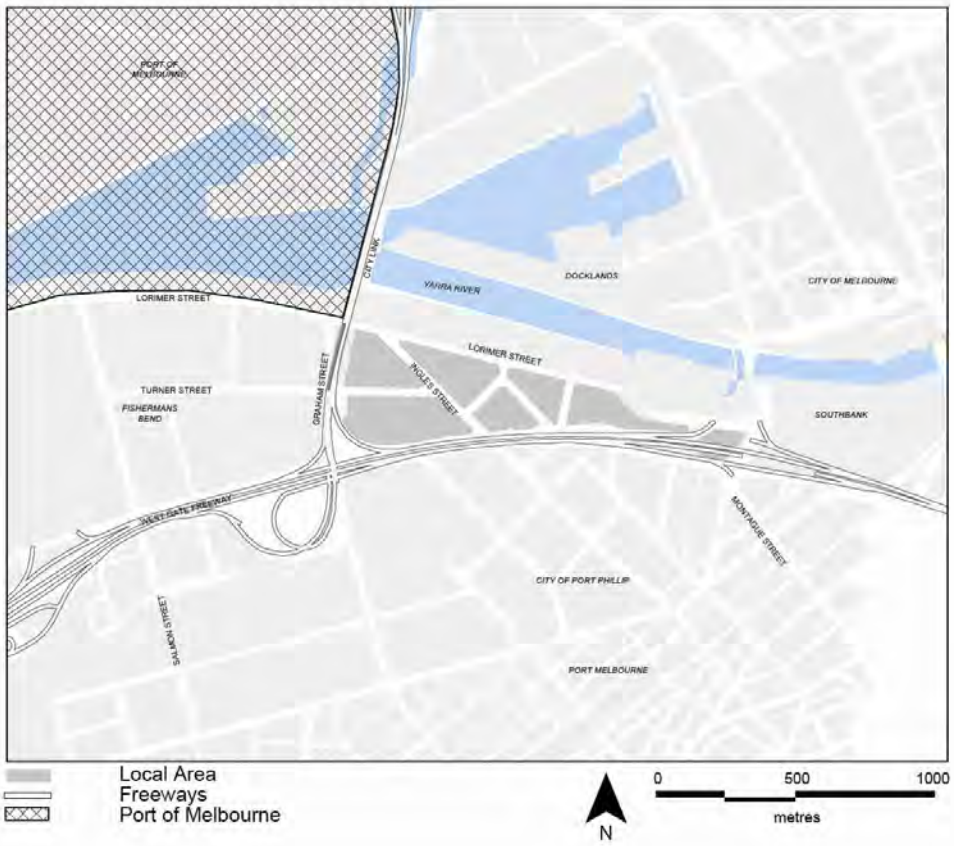 PORT OF
MELBOURNE
CITY LINK
YARRA RIVER
DOCKLANDS
CITY OF MELBOURNE
LORIMER STREET
LORIMER STREET
GRAHAM STREET
INGLES STREET
TURNER STREET
FISHERMANS
BEND
SOUTHBANK
WEST GATE FREEWAY
MONTAGUE STREET
CITY OF PORT PHILLIP
SALMON STREET
PORT MELBOURNE
Local Area
Freeways
Port of Melbourne
N
0 500 1000
metres